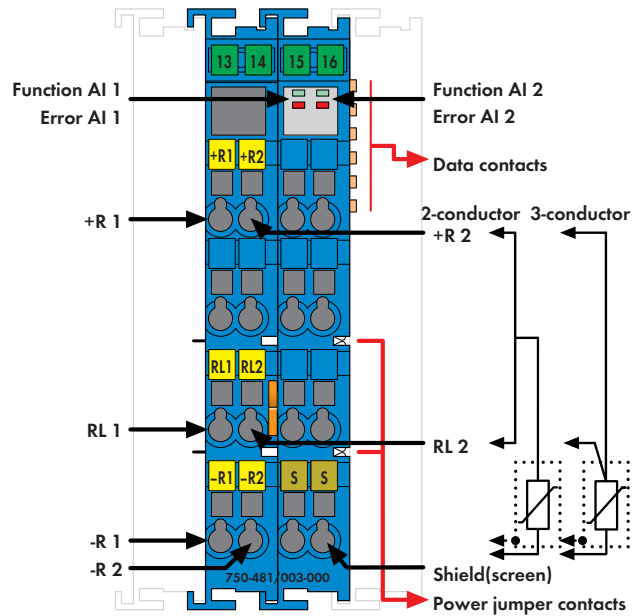 13 14 15 16
Function AI 1
Error AI 1
Function AI 2
Error AI 2
+R1 +R2
Data contacts
+R 1
2-conductor 3-conductor
+R 2
RL1 RL2
RL 1
RL 2
-R1 -R2 S S
-R 1
-R 2
750-481/003-000
Shield(screen)
Power jumper contacts